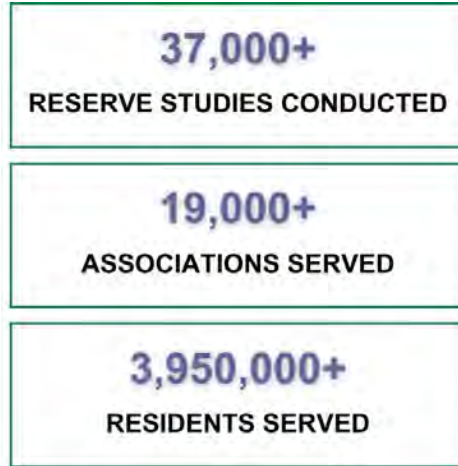 37,000+
RESERVE STUDIES CONDUCTED
19,000+
ASSOCIATIONS SERVED
3,950,000+
RESIDENTS SERVED